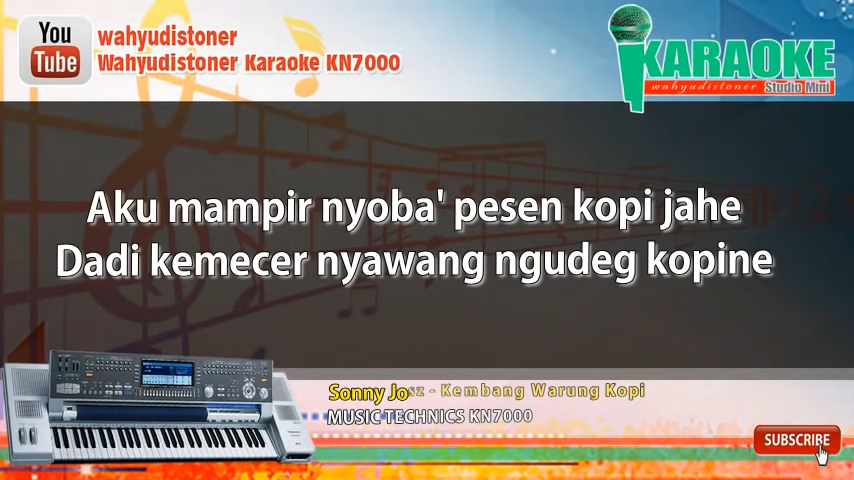 You
Tube
wahyudistoner
Wahyudistoner Karaoke KN7000
KARAOKE
wahyudistoner Studio Mini
Aku mampir nyoba' pesen kopi jahe
Dadi kemecer nyawang ngudeg kopine
Sonny Josz - Kembang Warung Kopi
MUSIC TECHNICS KN7000
SUBSCRIBE